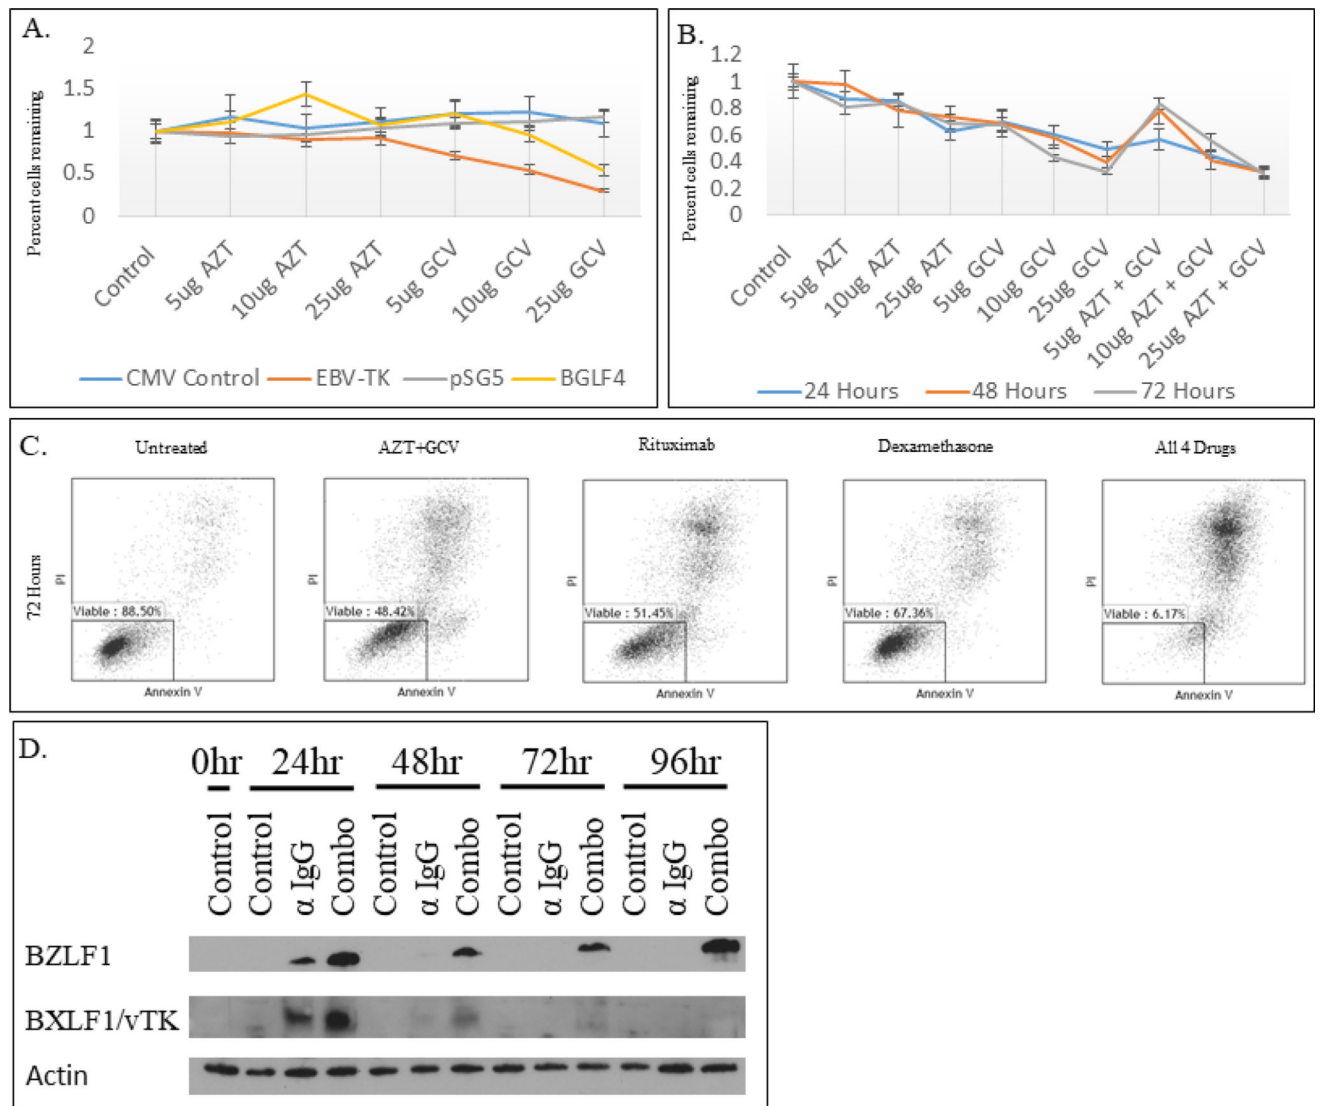 A.
Percent cells remaining
2
1.5
1
0.5
0
Control
5ug AZT
10ug AZT
25ug AZT
5ug GCV
10ug GCV
25ug GCV
CMV Control EBV-TK pSG5 BGLF4
B.
Percent cells remaining
1.2
1
0.8
0.6
0.4
0.2
0
Control
5ug AZT
10ug AZT
25ug AZT
5ug GCV
10ug GCV
25ug GCV
5ug AZT + GCV
10ug AZT + GCV
25ug AZT + GCV
24 Hours 48 Hours 72 Hours
C.
Untreated AZT+GCV Rituximab Dexamethasone All 4 Drugs
72 Hours
PI PI PI PI PI
Viable : 88.50% Viable : 48.42% Viable : 51.45% Viable : 67.36% Viable : 6.17%
Annexin V Annexin V Annexin V Annexin V Annexin V
D.
0hr 24hr 48hr 72hr 96hr
Control Control α IgG Combo Control α IgG Combo Control α IgG Combo Control α IgG Combo
BZLF1
BXLF1/vTK
Actin